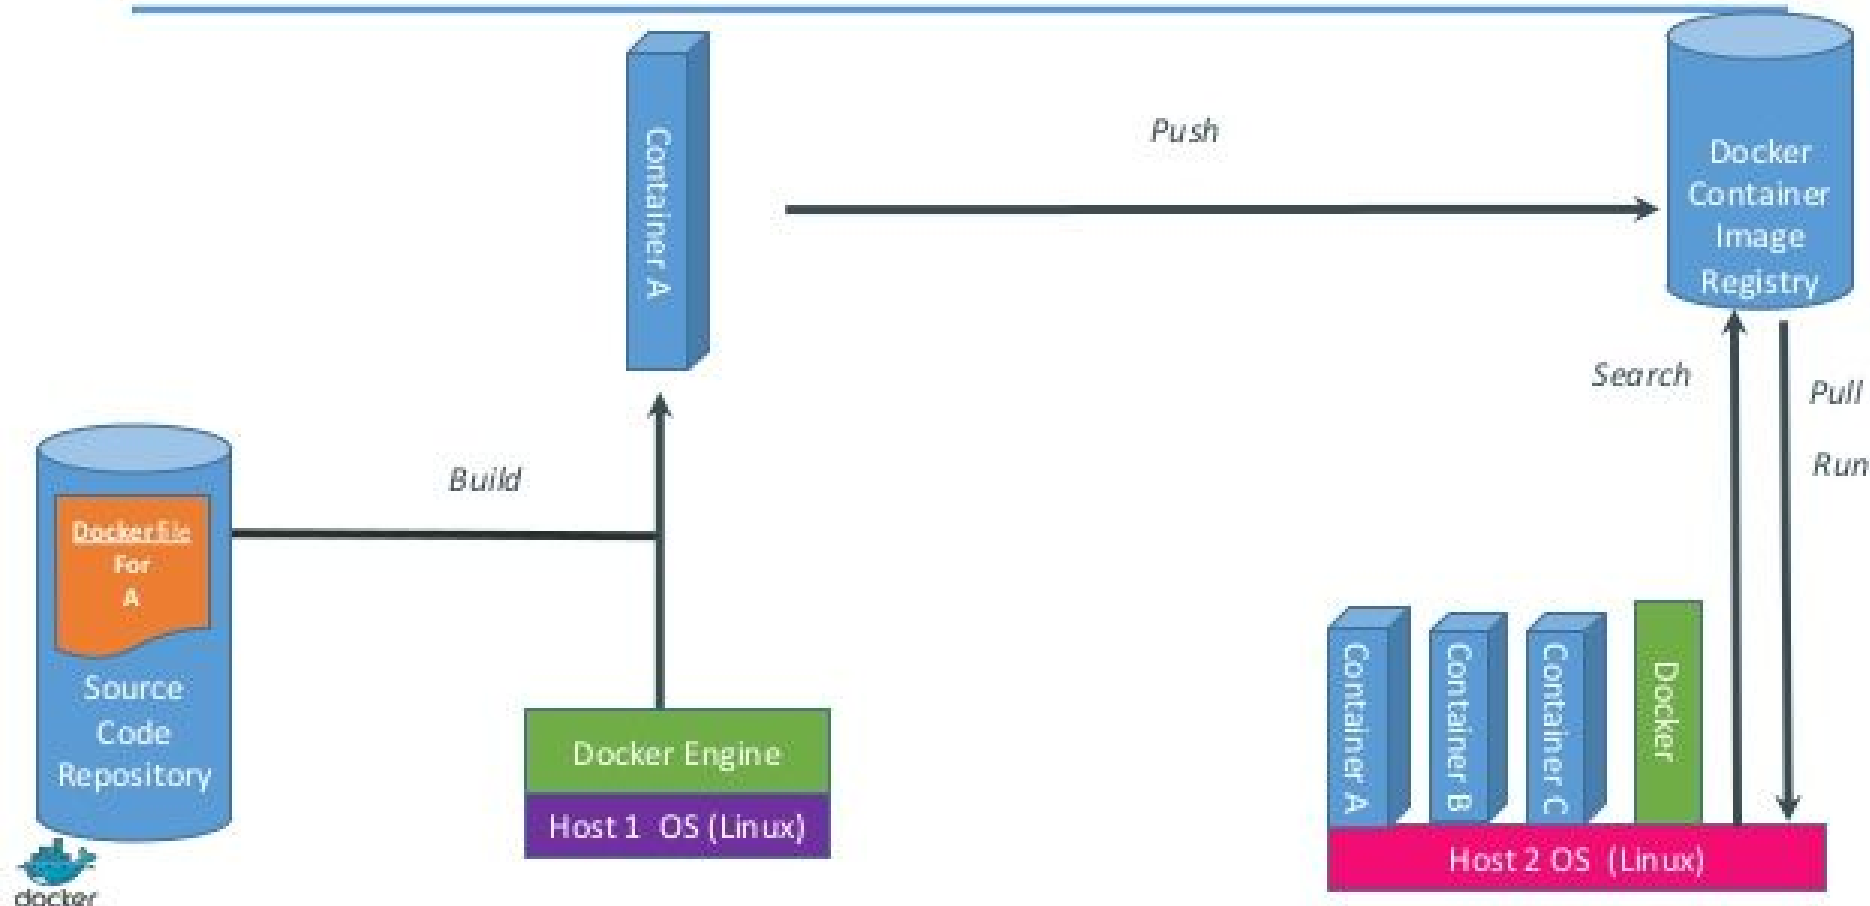 Container A
Push
Docker
Container
Image
Registry
Search
Pull
Run
Build
Dockerfile
For
A
Source
Code
Repository
Docker Engine
Host 1 OS (Linux)
Container A
Container B
Container C
Docker
Host 2 OS (Linux)
docker